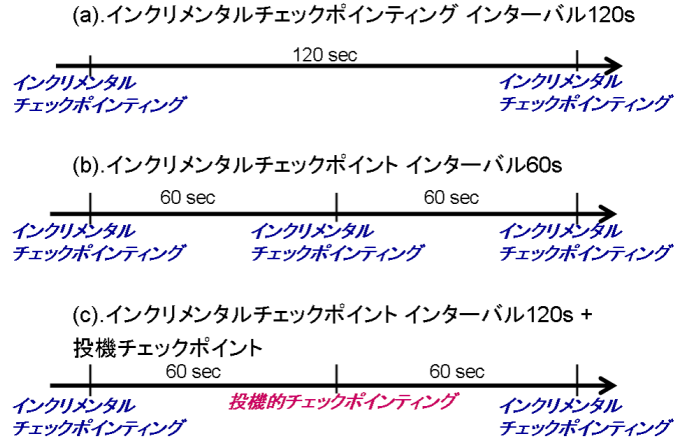 (a).インクリメンタルチェックポインティング インターバル120s
120 sec
インクリメンタル
チェックポインティング
インクリメンタル
チェックポインティング
(b).インクリメンタルチェックポイント インターバル60s
60 sec
60 sec
インクリメンタル
チェックポインティング
インクリメンタル
チェックポインティング
インクリメンタル
チェックポインティング
(c).インクリメンタルチェックポイント インターバル120s +
投機チェックポイント
60 sec
60 sec
インクリメンタル
チェックポインティング
投機的チェックポインティング
インクリメンタル
チェックポインティング